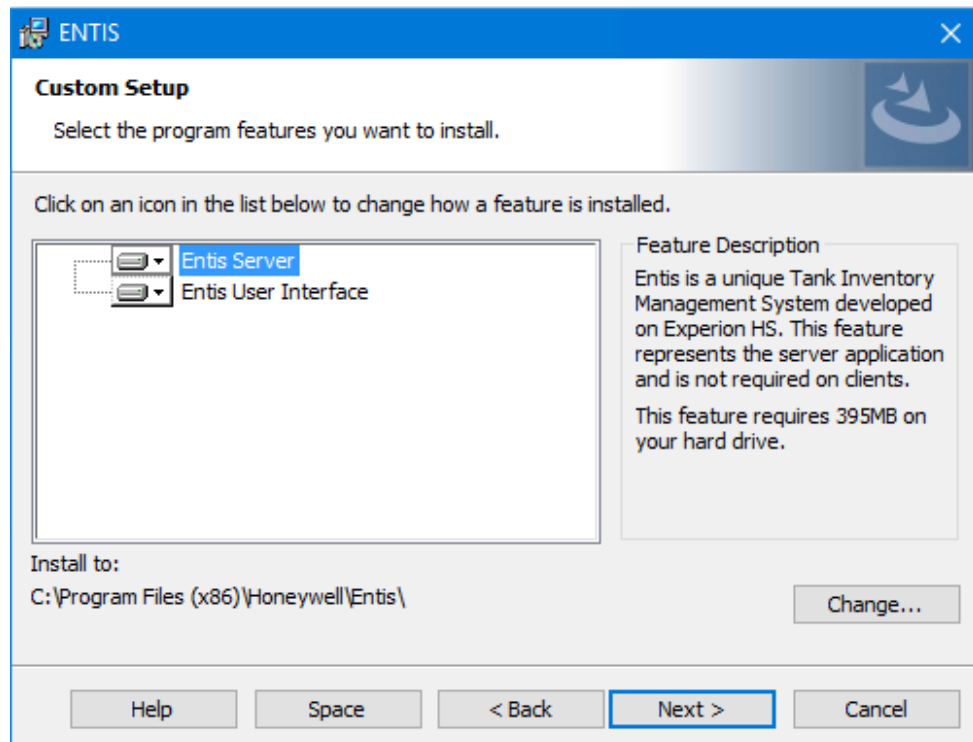 ENTIS
Custom Setup
Select the program features you want to install.
Click on an icon in the list below to change how a feature is installed.
Entis Server
Entis User Interface
Feature Description
Entis is a unique Tank Inventory
Management System developed
on Experion HS. This feature
represents the server application
and is not required on clients.
This feature requires 395MB on
your hard drive.
Install to:
C:\Program Files (x86)\Honeywell\Entis\
Change...
Help
Space
< Back
Next >
Cancel